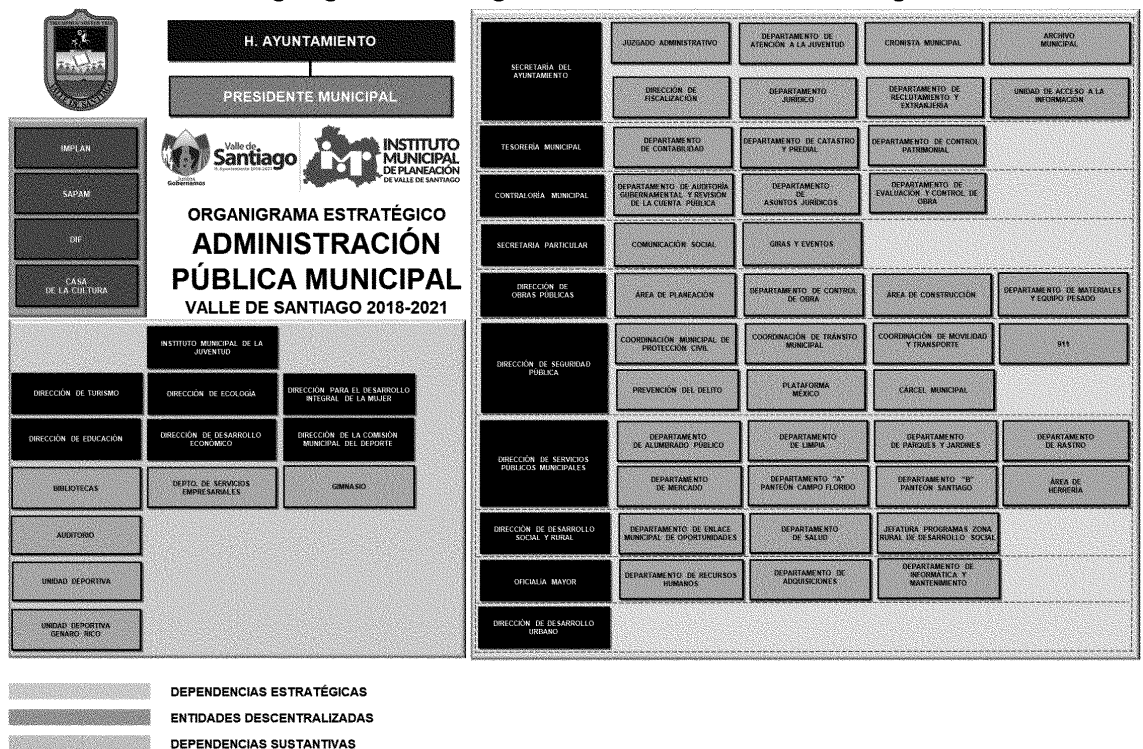 H. AYUNTAMIENTO
PRESIDENTE MUNICIPAL
VALLE DE SANTIAGO
IMPLAN
SAPAM
DIF
CASA
DE LA CULTURA
Valle de
Santiago
H. Ayuntamiento 2018-2021
Juntos
Gobernamos
INSTITUTO
MUNICIPAL
DE PLANEACIÓN
DE VALLE DE SANTIAGO
ORGANIGRAMA ESTRATÉGICO
ADMINISTRACIÓN
PÚBLICA MUNICIPAL
VALLE DE SANTIAGO 2018-2021
INSTITUTO MUNICIPAL DE LA
JUVENTUD
DIRECCIÓN DE TURISMO
DIRECCIÓN DE ECOLOGÍA
DIRECCIÓN PARA EL DESARROLLO
INTEGRAL DE LA MUJER
DIRECCIÓN DE EDUCACIÓN
DIRECCIÓN DE DESARROLLO
ECONÓMICO
DIRECCIÓN DE LA COMISIÓN
MUNICIPAL DEL DEPORTE
BIBLIOTECAS
DEPTO. DE SERVICIOS
EMPRESARIALES
GIMNASIO
AUDITORIO
UNIDAD DEPORTIVA
UNIDAD DEPORTIVA
GENARO RICO
SECRETARÍA DEL
AYUNTAMIENTO
JUZGADO ADMINISTRATIVO
DEPARTAMENTO DE
ATENCIÓN A LA JUVENTUD
CRONISTA MUNICIPAL
ARCHIVO
MUNICIPAL
DIRECCIÓN DE
FISCALIZACIÓN
DEPARTAMENTO
JURÍDICO
DEPARTAMENTO DE
RECLUTAMIENTO Y
EXTRANJERÍA
UNIDAD DE ACCESO A LA
INFORMACIÓN
TESORERÍA MUNICIPAL
DEPARTAMENTO
DE CONTABILIDAD
DEPARTAMENTO DE CATASTRO
Y PREDIAL
DEPARTAMENTO DE CONTROL
PATRIMONIAL
CONTRALORÍA MUNICIPAL
DEPARTAMENTO DE AUDITORÍA
GUBERNAMENTAL Y REVISIÓN
DE LA CUENTA PÚBLICA
DEPARTAMENTO
DE
ASUNTOS JURÍDICOS
DEPARTAMENTO DE
EVALUACIÓN Y CONTROL DE
OBRA
SECRETARIA PARTICULAR
COMUNICACIÓN SOCIAL
GIRAS Y EVENTOS
DIRECCIÓN DE
OBRAS PÚBLICAS
ÁREA DE PLANEACIÓN
DEPARTAMENTO DE CONTROL
DE OBRA
ÁREA DE CONSTRUCCIÓN
DEPARTAMENTO DE MATERIALES
Y EQUIPO PESADO
DIRECCIÓN DE SEGURIDAD
PÚBLICA
COORDINACIÓN MUNICIPAL DE
PROTECCIÓN CIVIL
COORDINACIÓN DE TRÁNSITO
MUNICIPAL
COORDINACIÓN DE MOVILIDAD
Y TRANSPORTE
911
PREVENCIÓN DEL DELITO
PLATAFORMA
MÉXICO
CÁRCEL MUNICIPAL
DIRECCIÓN DE SERVICIOS
PÚBLICOS MUNICIPALES
DEPARTAMENTO
DE ALUMBRADO PÚBLICO
DEPARTAMENTO
DE LIMPIA
DEPARTAMENTO
DE PARQUES Y JARDINES
DEPARTAMENTO
DE RASTRO
DEPARTAMENTO
DE MERCADO
DEPARTAMENTO "A"
PANTEÓN CAMPO FLORIDO
DEPARTAMENTO "B"
PANTEÓN SANTIAGO
ÁREA DE
HERRERÍA
DIRECCIÓN DE DESARROLLO
SOCIAL Y RURAL
DEPARTAMENTO DE ENLACE
MUNICIPAL DE OPORTUNIDADES
DEPARTAMENTO
DE SALUD
JEFATURA PROGRAMAS ZONA
RURAL DE DESARROLLO SOCIAL
OFICIALÍA MAYOR
DEPARTAMENTO DE RECURSOS
HUMANOS
DEPARTAMENTO DE
ADQUISICIONES
DEPARTAMENTO DE
INFORMÁTICA Y
MANTENIMIENTO
DIRECCIÓN DE DESARROLLO
URBANO
DEPENDENCIAS ESTRATÉGICAS
ENTIDADES DESCENTRALIZADAS
DEPENDENCIAS SUSTANTIVAS